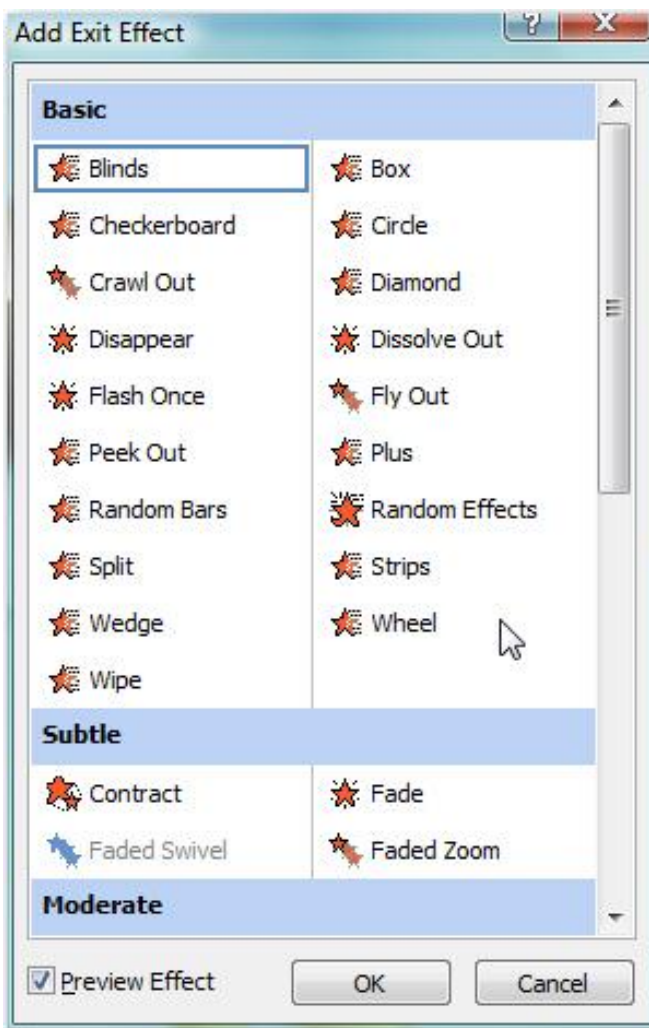 Add Exit Effect
Basic
Blinds Box
Checkerboard Circle
Crawl Out Diamond
Disappear Dissolve Out
Flash Once Fly Out
Peek Out Plus
Random Bars Random Effects
Split Strips
Wedge Wheel
Wipe
Subtle
Contract Fade
Faded Swivel Faded Zoom
Moderate
Preview Effect OK Cancel